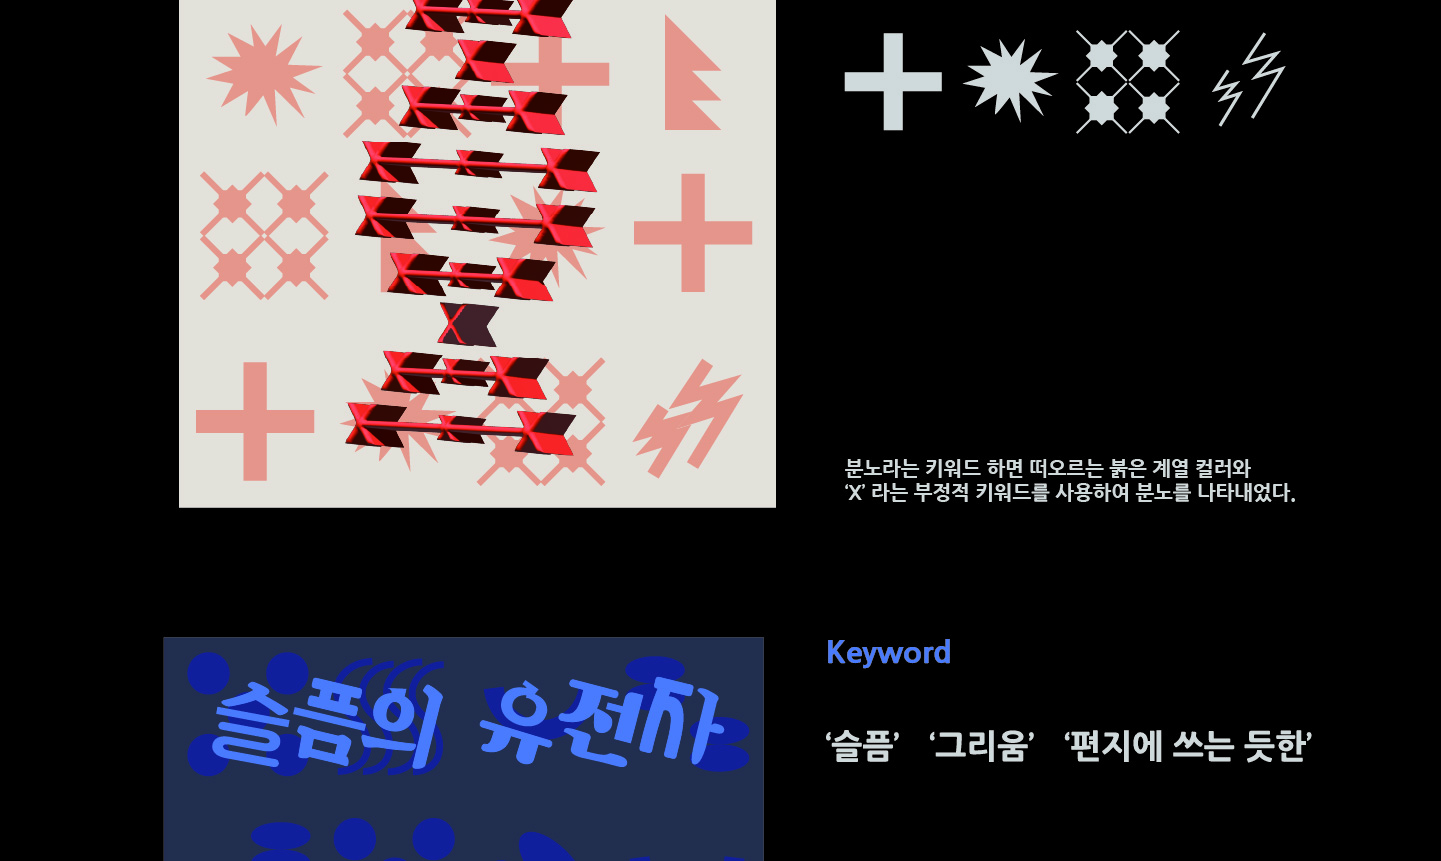 분노라는 키워드 하면 떠오르는 붉은 계열 컬러와
‘X’ 라는 부정적 키워드를 사용하여 분노를 나타내었다.
Keyword
슬픔의 유전자
‘슬픔’ ‘그리움’ ‘편지에 쓰는 듯한’